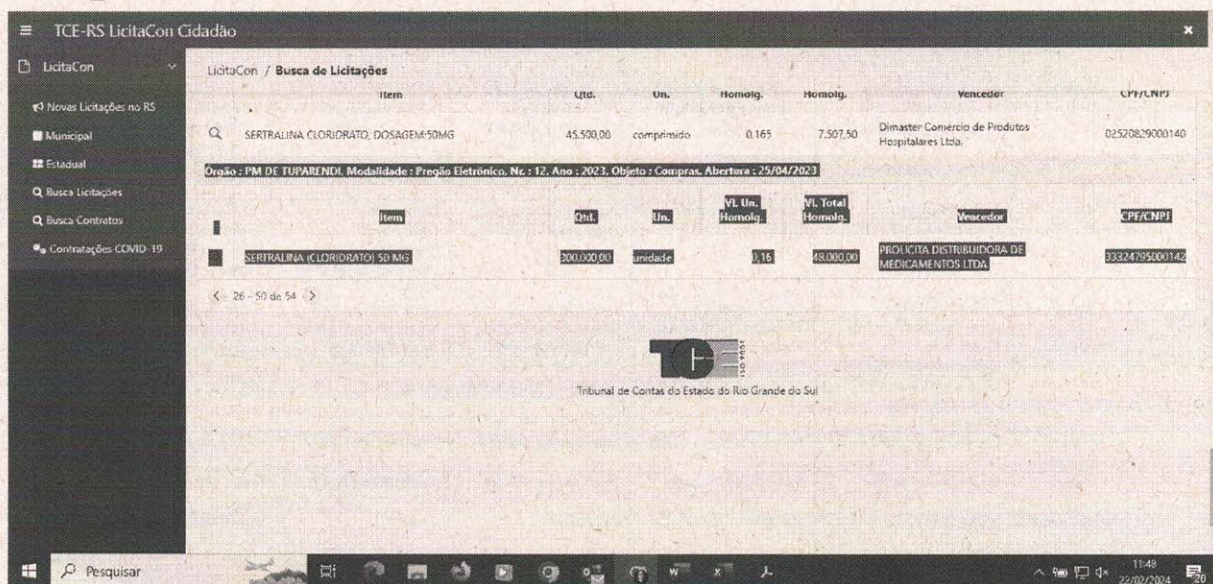 TCE-RS LicitaCon Cidadão
LicitaCon
LicitaCon / Busca de Licitações
Novas Licitações no RS
Municipal
Estadual
Busca Licitações
Busca Contratos
Contratações COVID-19
Item Qtd. Un. Homolg. Homolg. Vencedor CPF/CNPJ
SERTRALINA CLORIDRATO, DOSAGEM:50MG 45.500,00 comprimido 0,165 7.507,50 Dimaster Comercio de Produtos Hospitalares Ltda. 02520829000140
Órgão : PM DE TUPARENDI, Modalidade : Pregão Eletrônico, Nr. : 12, Ano : 2023, Objeto : Compras, Abertura : 25/04/2023
Item Qtd. Un. Vl. Un. Homolg. Vl. Total Homolg. Vencedor CPF/CNPJ
SERTRALINA (CLORIDRATO) 50 MG 300.000,00 unidade 0,16 48.000,00 PROLICITA DISTRIBUIDORA DE MEDICAMENTOS LTDA 33324795000142
26 - 50 de 54
TCE
ISO 9001
Tribunal de Contas do Estado do Rio Grande do Sul
Pesquisar
11:48
22/02/2024
20